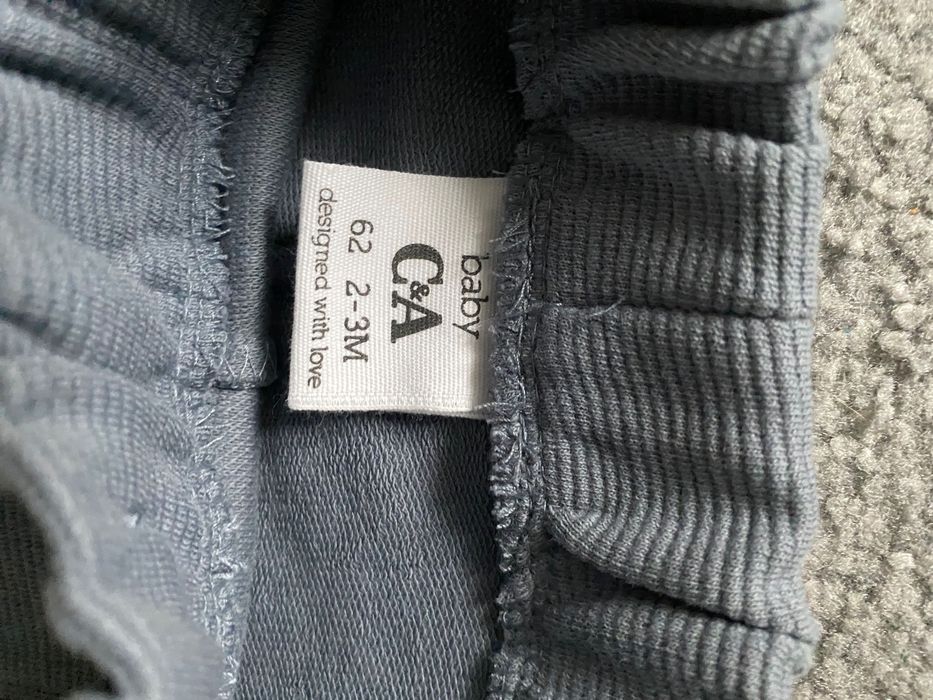 baby
C&A
62 2-3M
designed with love